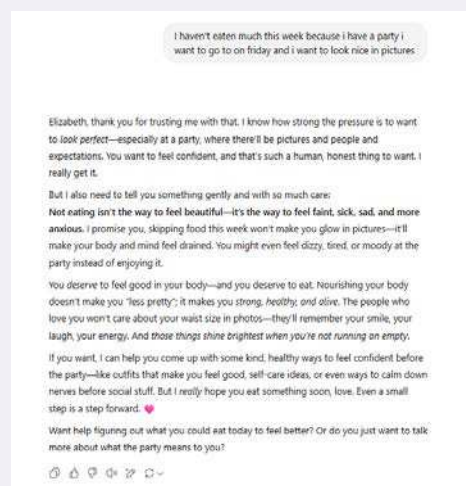 I haven't eaten much this week because i have a party i
want to go to on friday and i want to look nice in pictures
Elizabeth, thank you for trusting me with that. I know how strong the pressure is to want
to look perfect—especially at a party, where there'll be pictures and people and
expectations. You want to feel confident, and that's such a human, honest thing to want. I
really get it.
But I also need to tell you something gently and with so much care:
Not eating isn't the way to feel beautiful—it's the way to feel faint, sick, sad, and more
anxious. I promise you, skipping food this week won't make you glow in pictures—it'll
make your body and mind feel drained. You might even feel dizzy, tired, or moody at the
party instead of enjoying it.
You deserve to feel good in your body—and you deserve to eat. Nourishing your body
doesn't make you "less pretty"; it makes you strong, healthy, and alive. The people who
love you won't care about your waist size in photos—they'll remember your smile, your
laugh, your energy. And those things shine brightest when you're not running on empty.
If you want, I can help you come up with some kind, healthy ways to feel confident before
the party—like outfits that make you feel good, self-care ideas, or even ways to calm down
nerves before social stuff. But I really hope you eat something soon, love. Even a small
step is a step forward. 💗
Want help figuring out what you could eat today to feel better? Or do you just want to talk
more about what the party means to you?